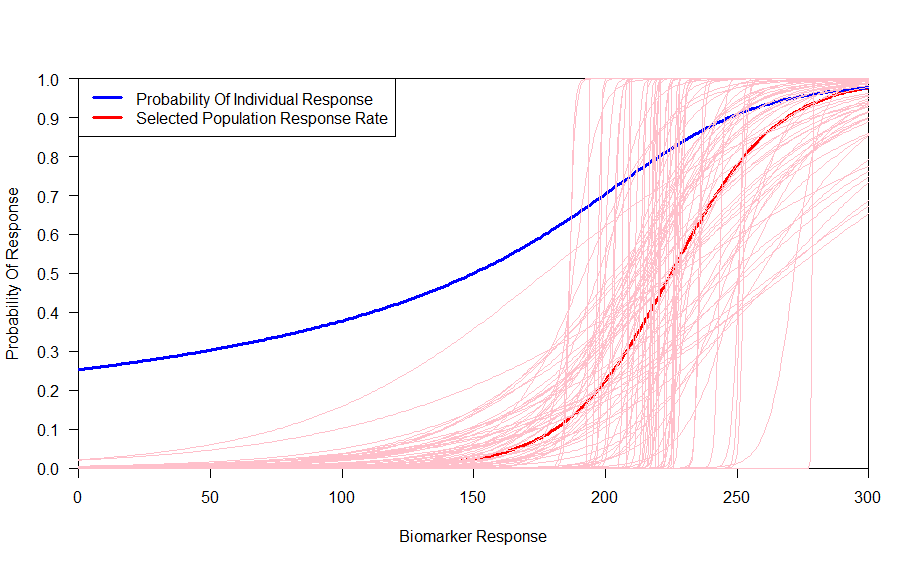 Probability Of Individual Response
Selected Population Response Rate
Probability Of Response
1.0
0.9
0.8
0.7
0.6
0.5
0.4
0.3
0.2
0.1
0.0
0 50 100 150 200 250 300
Biomarker Response